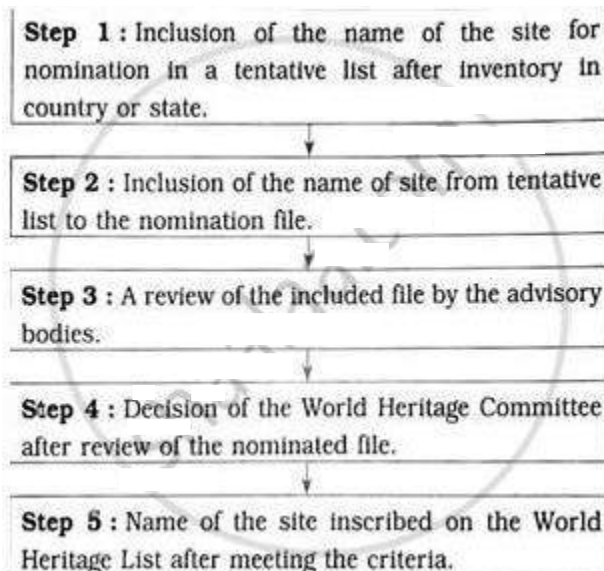 Step 1 : Inclusion of the name of the site for
nomination in a tentative list after inventory in
country or state.
Step 2 : Inclusion of the name of site from tentative
list to the nomination file.
Step 3 : A review of the included file by the advisory
bodies.
Step 4 : Decision of the World Heritage Committee
after review of the nominated file.
Step 5 : Name of the site inscribed on the World
Heritage List after meeting the criteria.